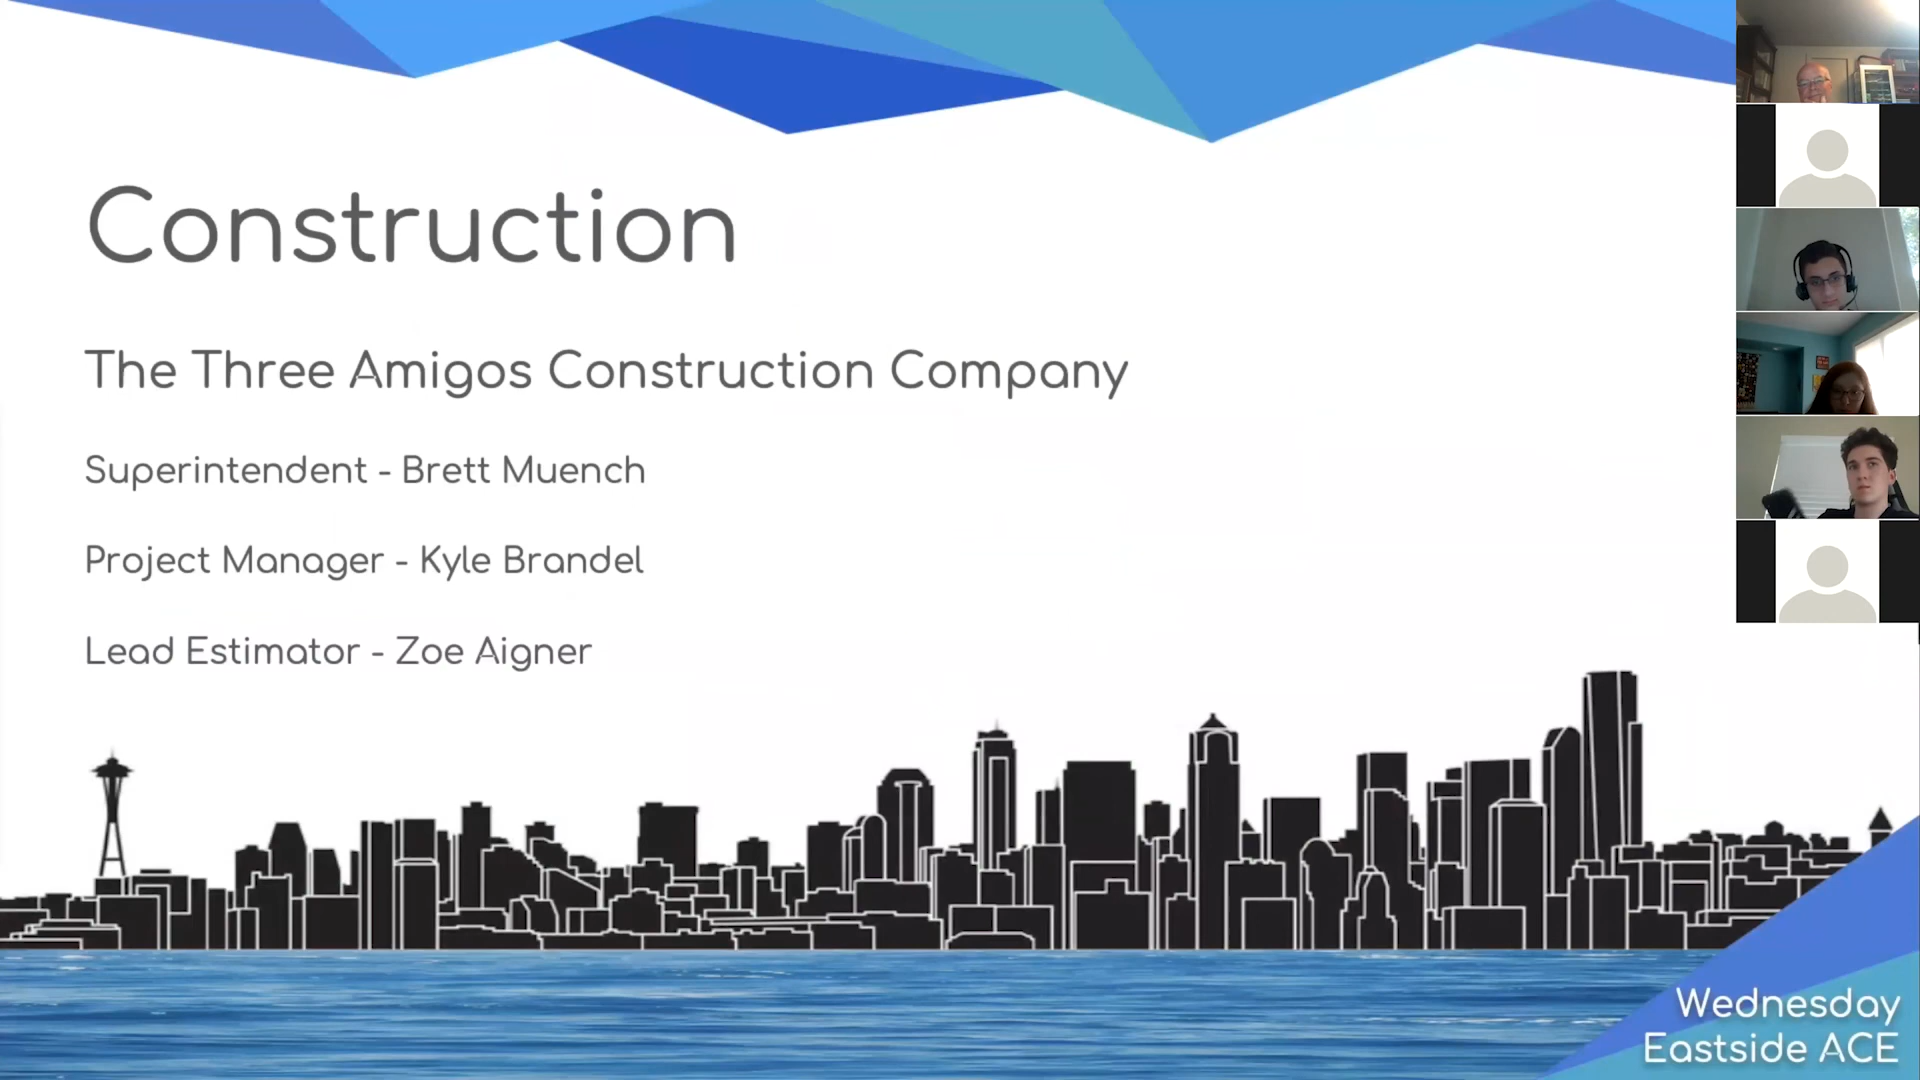 Construction
The Three Amigos Construction Company
Superintendent - Brett Muench
Project Manager - Kyle Brandel
Lead Estimator - Zoe Aigner
Wednesday
Eastside ACE